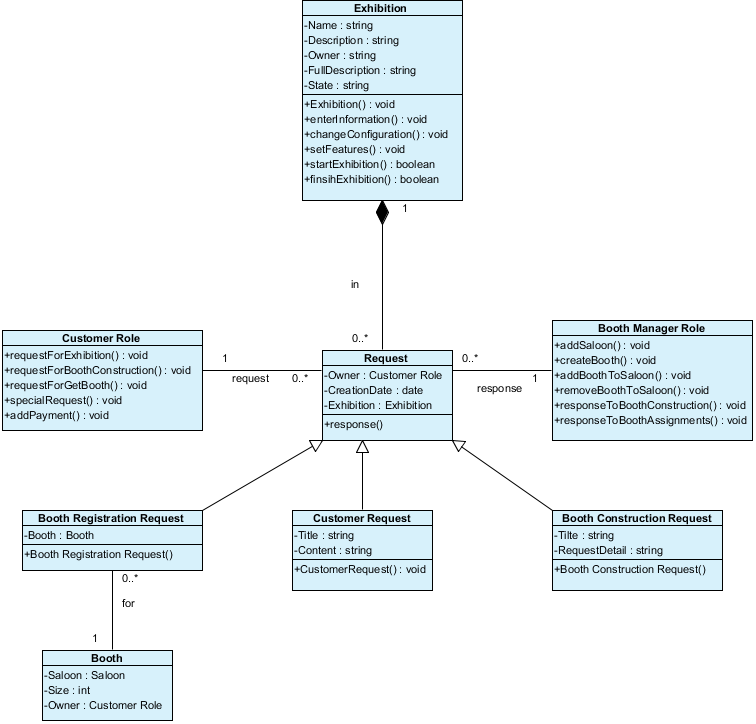 Exhibition
-Name : string
-Description : string
-Owner : string
-FullDescription : string
-State : string
+Exhibition() : void
+enterInformation() : void
+changeConfiguration() : void
+setFeatures() : void
+startExhibition() : boolean
+finsihExhibition() : boolean
1
in
0..*
Customer Role
+requestForExhibition() : void
+requestForBoothConstruction() : void
+requestForGetBooth() : void
+specialRequest() : void
+addPayment() : void
1
request
0..*
Request
-Owner : Customer Role
-CreationDate : date
-Exhibition : Exhibition
+response()
0..*
response
1
Booth Manager Role
+addSaloon() : void
+createBooth() : void
+addBoothToSaloon() : void
+removeBoothToSaloon() : void
+responseToBoothConstruction() : void
+responseToBoothAssignments() : void
Booth Registration Request
-Booth : Booth
+Booth Registration Request()
Customer Request
-Title : string
-Content : string
+CustomerRequest() : void
Booth Construction Request
-Tilte : string
-RequestDetail : string
+Booth Construction Request()
0..*
for
1
Booth
-Saloon : Saloon
-Size : int
-Owner : Customer Role